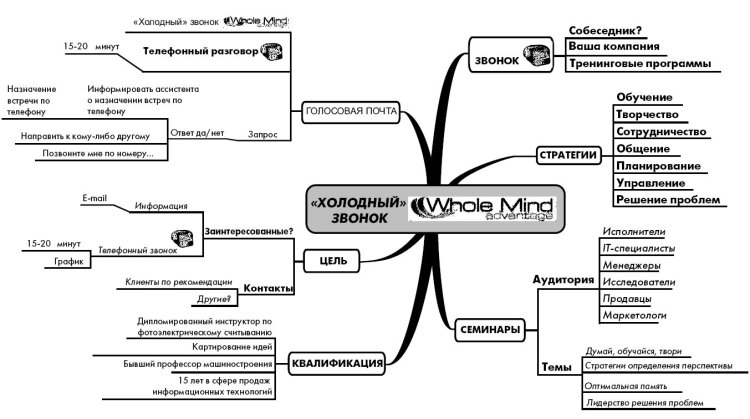 «Холодный» звонок Whole Mind
15-20 минут
Телефонный разговор
ГОЛОСОВАЯ ПОЧТА
Назначение
встречи по
телефону
Информировать ассистента
о назначении встреч по
телефону
Направить к кому-либо другому
Ответ да/нет
Запрос
Позвоните мне по номеру...
ЗВОНОК
Собеседник?
Ваша компания
Тренинговые программы
СТРАТЕГИИ
Обучение
Творчество
Сотрудничество
Общение
Планирование
Управление
Решение проблем
«ХОЛОДНЫЙ»
ЗВОНОК
Whole Mind
advantage
E-mail
Информация
Заинтересованные?
15-20 минут
Телефонный звонок
График
ЦЕЛЬ
Клиенты по рекомендации
Контакты
Другие?
СЕМИНАРЫ
Аудитория
Исполнители
IT-специалисты
Менеджеры
Исследователи
Продавцы
Маркетологи
Темы
Думай, обучайся, твори
Стратегии определения перспективы
Оптимальная память
Лидерство решения проблем
КВАЛИФИКАЦИЯ
Дипломированный инструктор по
фотоэлектрическому считыванию
Картирование идей
Бывший профессор машиностроения
15 лет в сфере продаж
информационных технологий